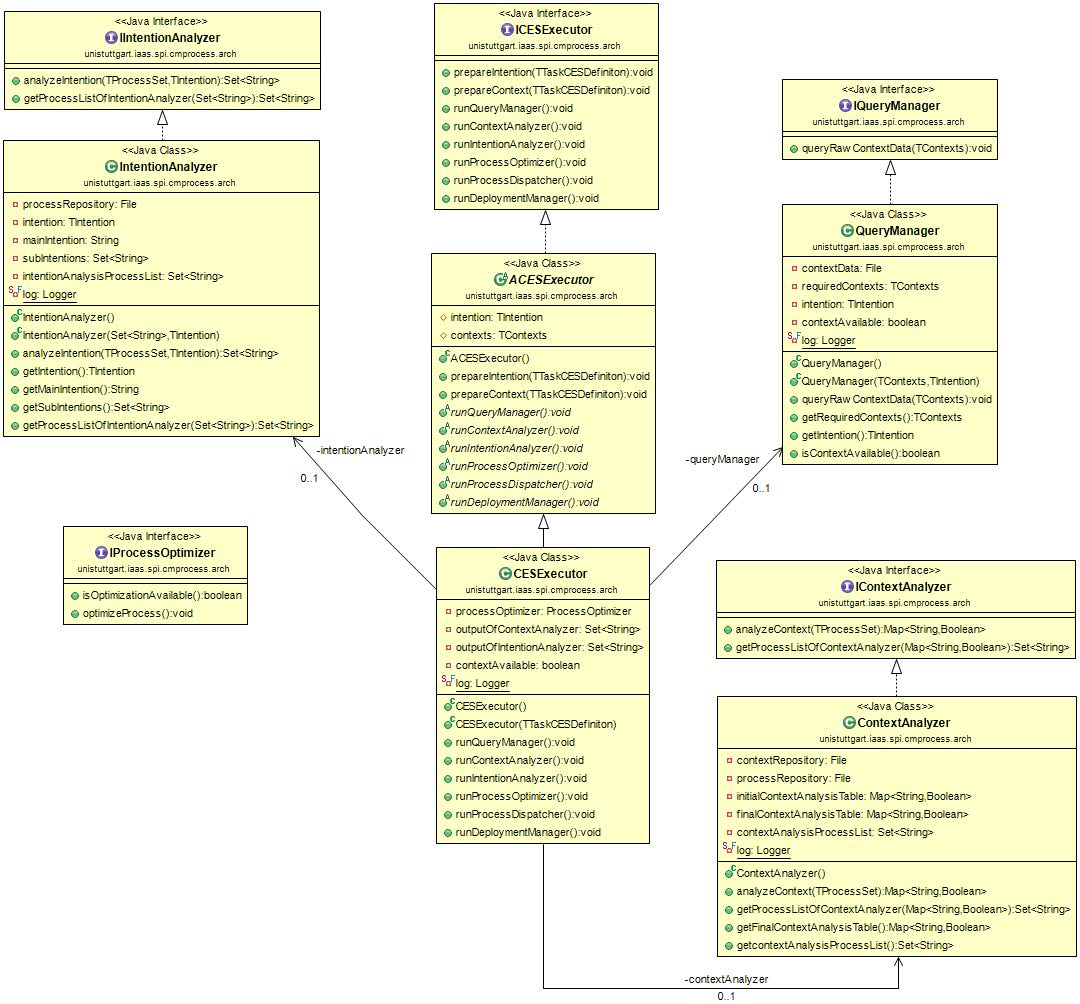 <<Java Interface>>
IIntentionAnalyzer
unistuttgart.iaas.spi.cmprocess.arch
analyzeIntention(TProcessSet,TIntention):Set<String>
getProcessListOfIntentionAnalyzer(Set<String>):Set<String>
<<Java Class>>
IntentionAnalyzer
unistuttgart.iaas.spi.cmprocess.arch
processRepository: File
intention: TIntention
mainIntention: String
subIntentions: Set<String>
intentionAnalysisProcessList: Set<String>
log: Logger
IntentionAnalyzer()
IntentionAnalyzer(Set<String>,TIntention)
analyzeIntention(TProcessSet,TIntention):Set<String>
getIntention():TIntention
getMainIntention():String
getSubIntentions():Set<String>
getProcessListOfIntentionAnalyzer(Set<String>):Set<String>
<<Java Interface>>
ICESExecutor
unistuttgart.iaas.spi.cmprocess.arch
prepareIntention(TTaskCESDefiniton):void
prepareContext(TTaskCESDefiniton):void
runQueryManager():void
runContextAnalyzer():void
runIntentionAnalyzer():void
runProcessOptimizer():void
runProcessDispatcher():void
runDeploymentManager():void
<<Java Class>>
ACESExecutor
unistuttgart.iaas.spi.cmprocess.arch
intention: TIntention
contexts: TContexts
ACESExecutor()
prepareIntention(TTaskCESDefiniton):void
prepareContext(TTaskCESDefiniton):void
runQueryManager():void
runContextAnalyzer():void
runIntentionAnalyzer():void
runProcessOptimizer():void
runProcessDispatcher():void
runDeploymentManager():void
<<Java Interface>>
IQueryManager
unistuttgart.iaas.spi.cmprocess.arch
queryRawContextData(TContexts):void
<<Java Class>>
QueryManager
unistuttgart.iaas.spi.cmprocess.arch
contextData: File
requiredContexts: TContexts
intention: TIntention
contextAvailable: boolean
log: Logger
QueryManager()
QueryManager(TContexts,TIntention)
queryRawContextData(TContexts):void
getRequiredContexts():TContexts
getIntention():TIntention
isContextAvailable():boolean
-intentionAnalyzer
0..1
-queryManager
0..1
<<Java Interface>>
IProcessOptimizer
unistuttgart.iaas.spi.cmprocess.arch
isOptimizationAvailable():boolean
optimizeProcess():void
<<Java Class>>
CESExecutor
unistuttgart.iaas.spi.cmprocess.arch
processOptimizer: ProcessOptimizer
outputOfContextAnalyzer: Set<String>
outputOfIntentionAnalyzer: Set<String>
contextAvailable: boolean
log: Logger
CESExecutor()
CESExecutor(TTaskCESDefiniton)
runQueryManager():void
runContextAnalyzer():void
runIntentionAnalyzer():void
runProcessOptimizer():void
runProcessDispatcher():void
runDeploymentManager():void
<<Java Interface>>
IContextAnalyzer
unistuttgart.iaas.spi.cmprocess.arch
analyzeContext(TProcessSet):Map<String,Boolean>
getProcessListOfContextAnalyzer(Map<String,Boolean>):Set<String>
<<Java Class>>
ContextAnalyzer
unistuttgart.iaas.spi.cmprocess.arch
contextRepository: File
processRepository: File
initialContextAnalysisTable: Map<String,Boolean>
finalContextAnalysisTable: Map<String,Boolean>
contextAnalysisProcessList: Set<String>
log: Logger
ContextAnalyzer()
analyzeContext(TProcessSet):Map<String,Boolean>
getProcessListOfContextAnalyzer(Map<String,Boolean>):Set<String>
getFinalContextAnalysisTable():Map<String,Boolean>
getcontextAnalysisProcessList():Set<String>
-contextAnalyzer
0..1